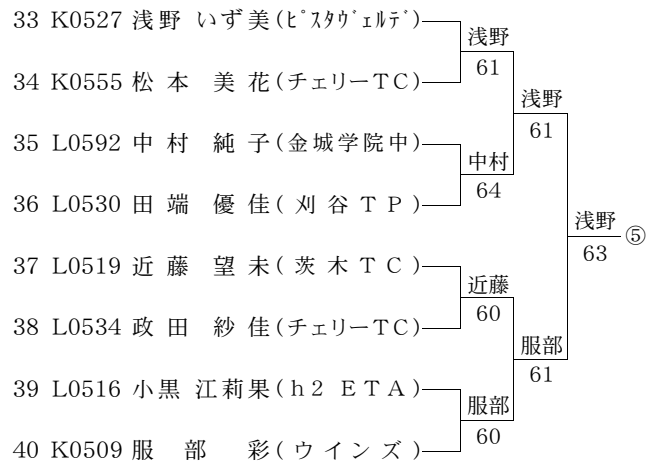 33 K0527 浅野 いず美(ﾋﾟｽﾀｳﾞｪﾙﾃﾞ)
浅野
61
34 K0555 松本 美花(チェリーTC)
浅野
61
35 L0592 中村 純子(金城学院中)
中村
64
36 L0530 田端 優佳(刈谷TP)
浅野
63
⑤
37 L0519 近藤 望未(茨木TC)
近藤
60
38 L0534 政田 紗佳(チェリーTC)
服部
61
39 L0516 小黒 江莉果(h2 ETA)
服部
60
40 K0509 服部 彩(ウインズ)